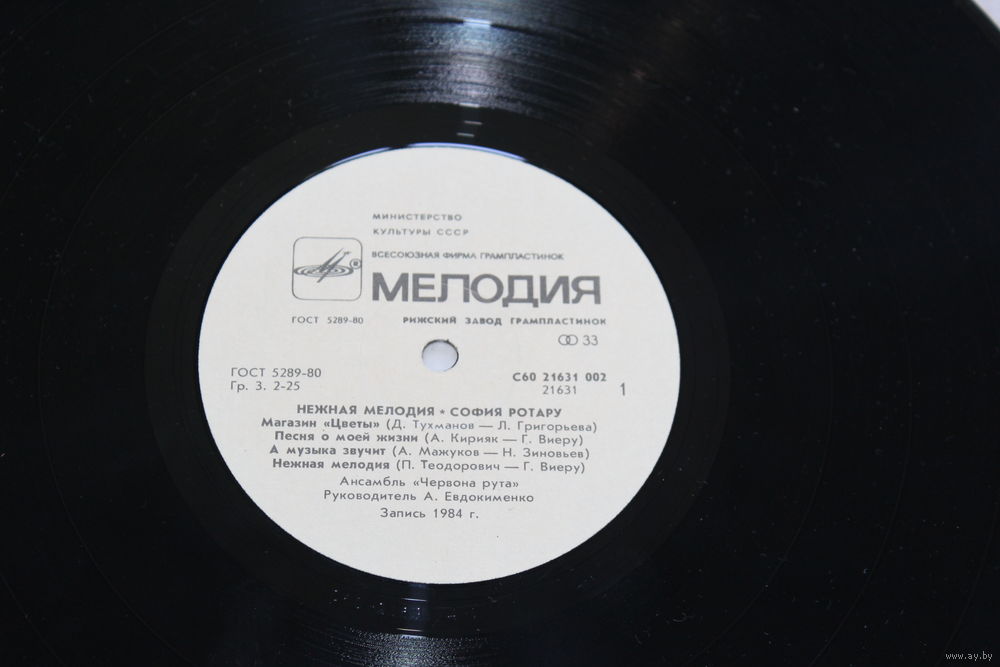 МИНИСТЕРСТВО
КУЛЬТУРЫ СССР
ВСЕСОЮЗНАЯ ФИРМА ГРАМПЛАСТИНОК
®
МЕЛОДИЯ
ГОСТ 5289-80 РИЖСКИЙ ЗАВОД ГРАМПЛАСТИНОК
33
ГОСТ 5289-80 С60 21631 002
Гр. 3. 2-25 21631 1
НЕЖНАЯ МЕЛОДИЯ * СОФИЯ РОТАРУ
Магазин «Цветы» (Д. Тухманов — Л. Григорьева)
Песня о моей жизни (А. Кирияк — Г. Виеру)
А музыка звучит (А. Мажуков — Н. Зиновьев)
Нежная мелодия (П. Теодорович — Г. Виеру)
Ансамбль «Червона рута»
Руководитель А. Евдокименко
Запись 1984 г.
www.ay.by